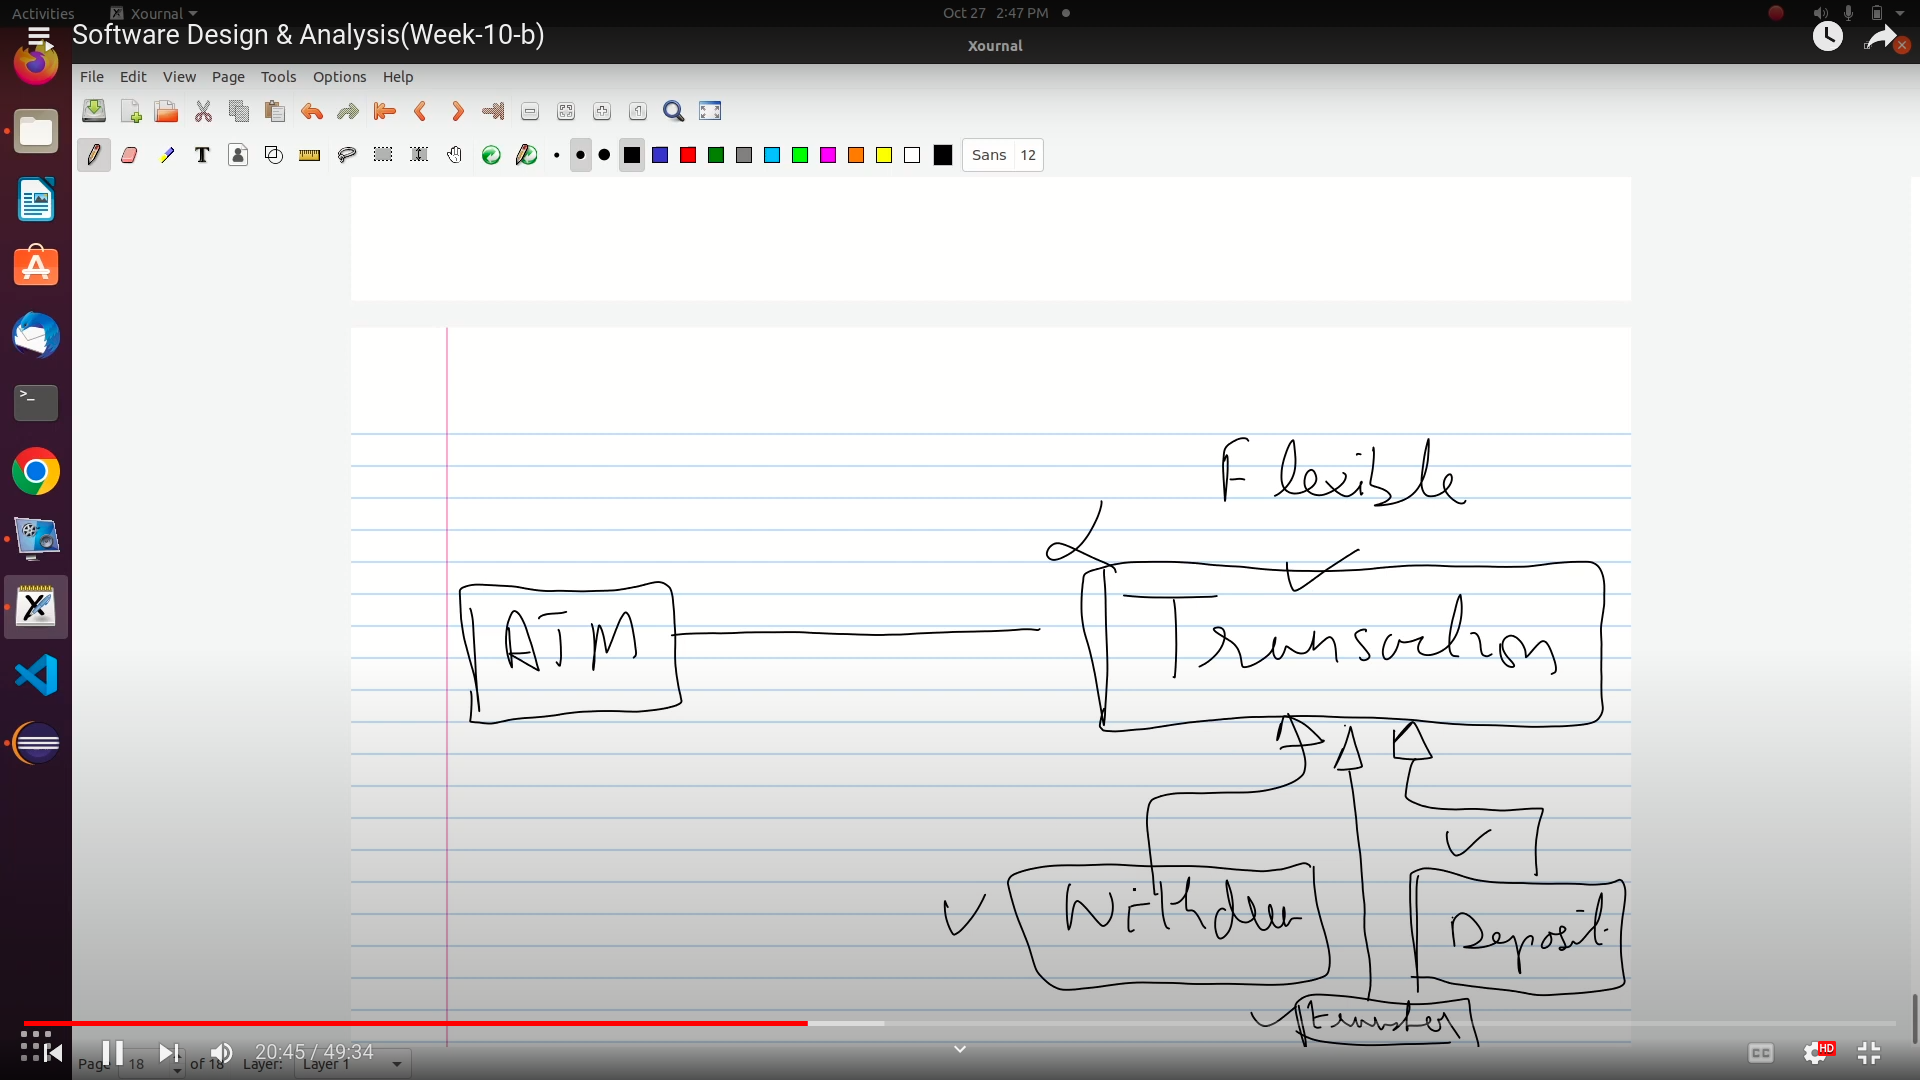 Activities Xournal Oct 27 2:47 PM
Software Design & Analysis(Week-10-b)
Xournal
File Edit View Page Tools Options Help
T Sans 12
Flexible
ATM Transaction
Withdraw Deposit
transfer
20:45 / 49:34 CC HD
Page 18 of 18 Layer: Layer 1